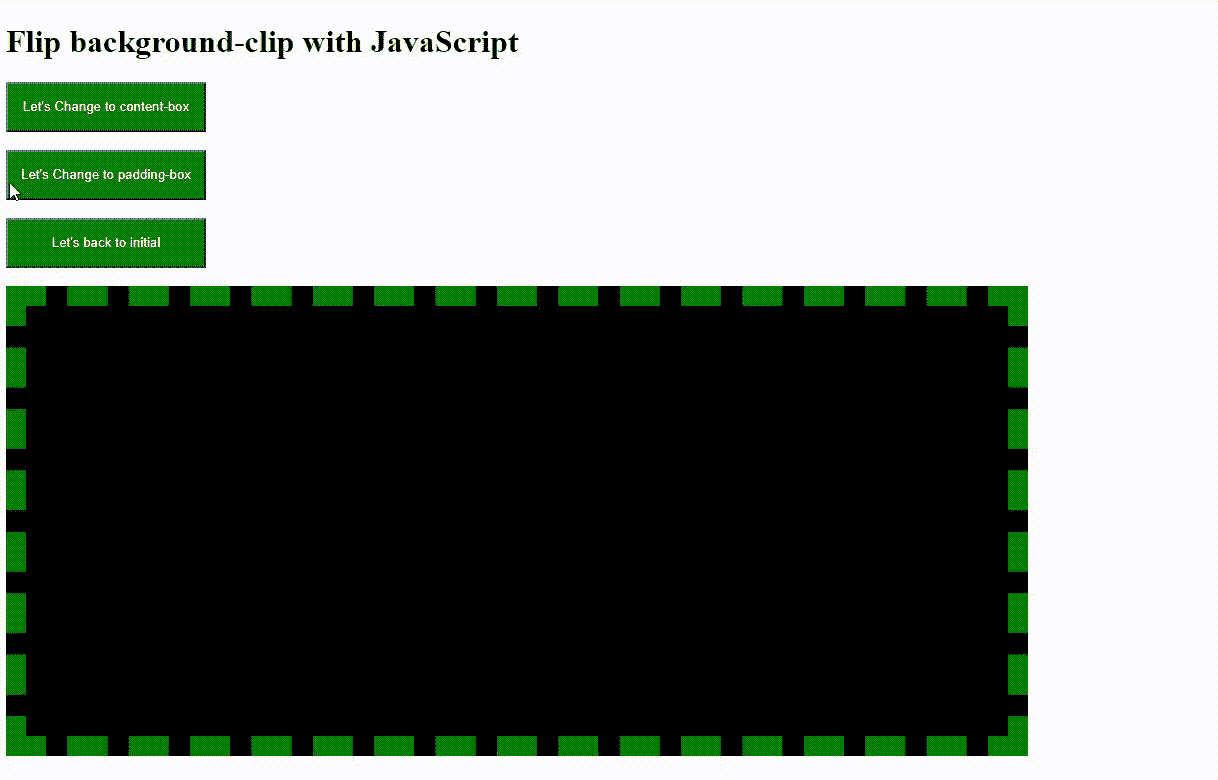 Flip background-clip with JavaScript
Let's Change to content-box
Let's Change to padding-box
Let's back to initial